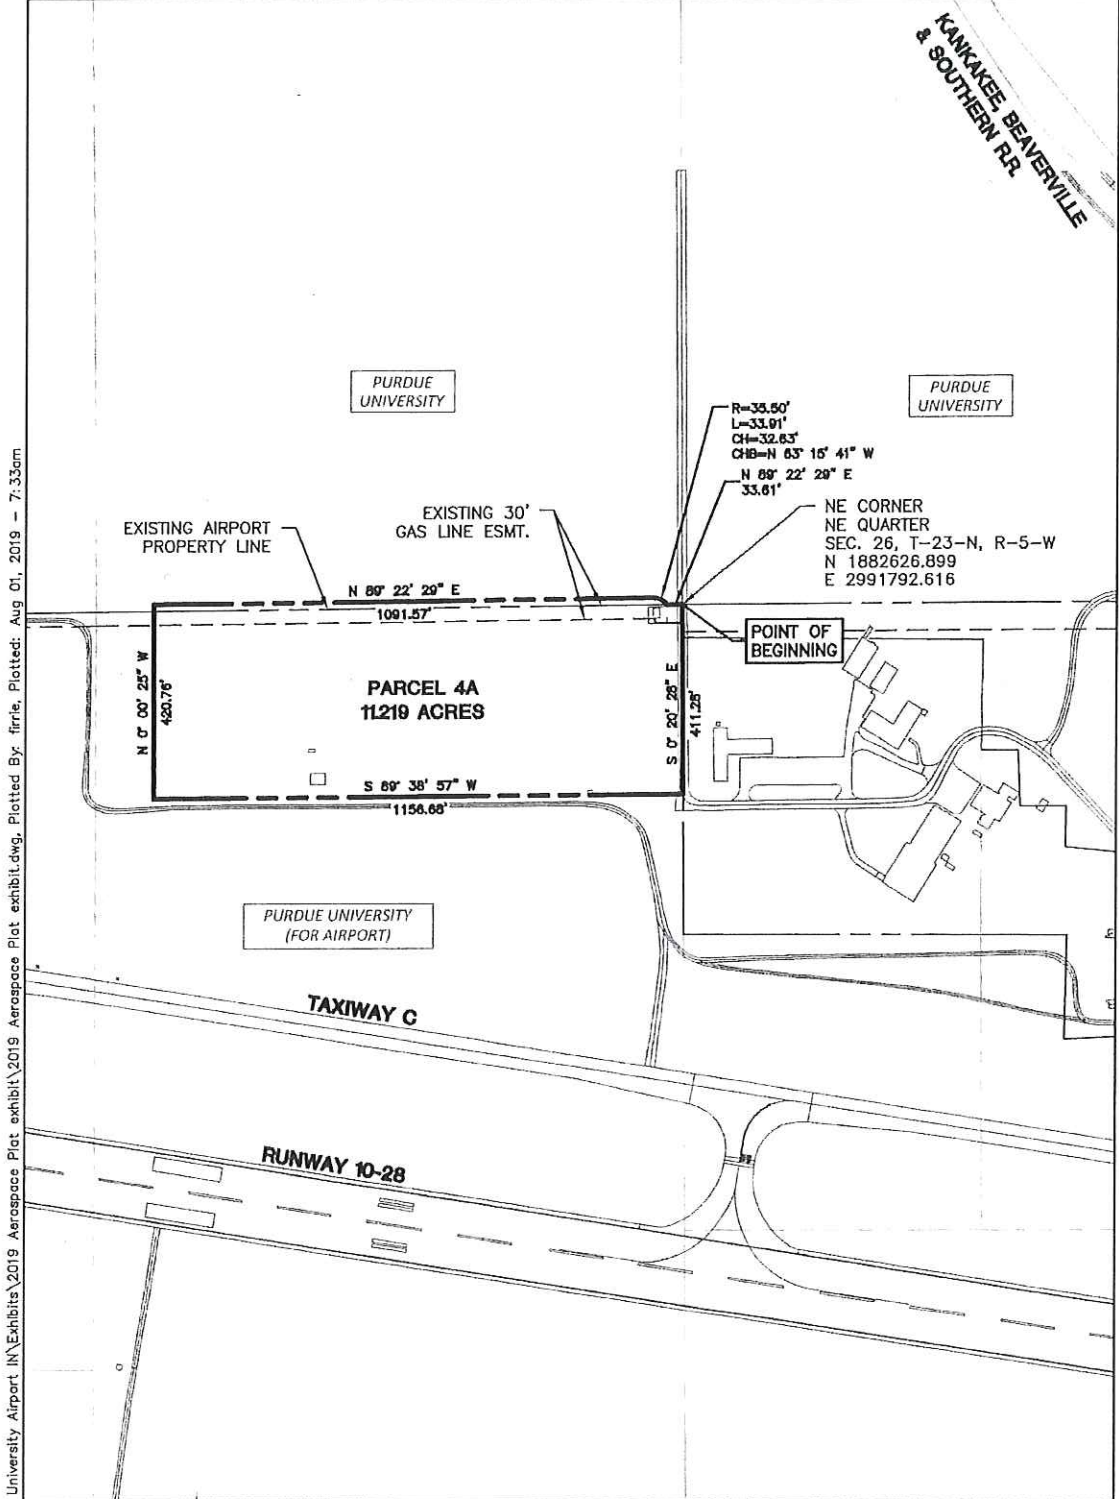 KANKAKEE, BEAVERVILLE
& SOUTHERN R.R.
PURDUE
UNIVERSITY
PURDUE
UNIVERSITY
R=35.50'
L=33.91'
CH=32.63'
CHB=N 63° 15' 41" W
N 89° 22' 29" E
33.61'
NE CORNER
NE QUARTER
SEC. 26, T-23-N, R-5-W
N 1882626.899
E 2991792.616
EXISTING AIRPORT
PROPERTY LINE
EXISTING 30'
GAS LINE ESMT.
N 89° 22' 29" E
1091.57'
POINT OF
BEGINNING
N 0° 00' 25" W
420.76'
PARCEL 4A
11.219 ACRES
S 0° 20' 28" E
411.28'
S 89° 38' 57" W
1156.68'
PURDUE UNIVERSITY
(FOR AIRPORT)
TAXIWAY C
RUNWAY 10-28
University Airport IN\Exhibits\2019 Aerospace Plat exhibit\2019 Aerospace Plat exhibit.dwg, Plotted By: firrie, Plotted: Aug 01, 2019 - 7:33am